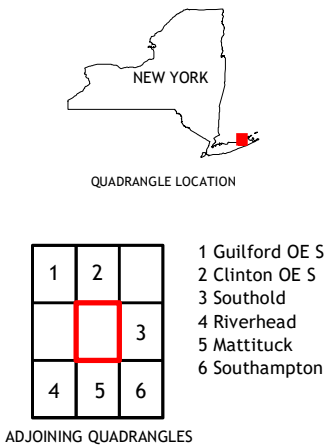 NEW YORK
QUADRANGLE LOCATION
1 2
3
4 5 6
1 Guilford OE S
2 Clinton OE S
3 Southold
4 Riverhead
5 Mattituck
6 Southampton
ADJOINING QUADRANGLES